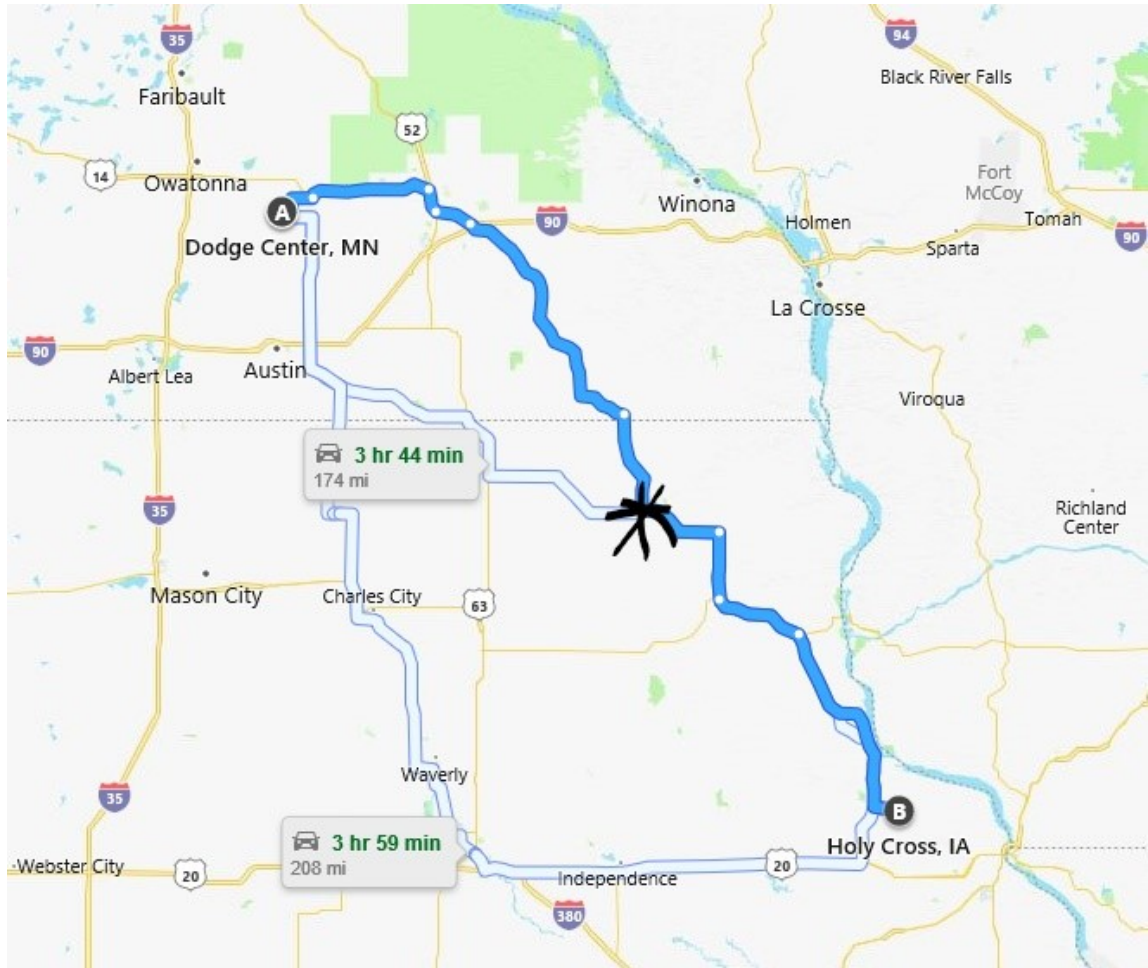 35
94
Black River Falls
Faribault
52
14
Owatonna
Fort
McCoy
Winona
A
Holmen
90
Tomah
Dodge Center, MN
Sparta
90
La Crosse
90
Albert Lea
Austin
Viroqua
3 hr 44 min
174 mi
35
Richland
Center
Mason City
Charles City
63
Waverly
35
B
3 hr 59 min
208 mi
Holy Cross, IA
Webster City
20
Independence
20
380